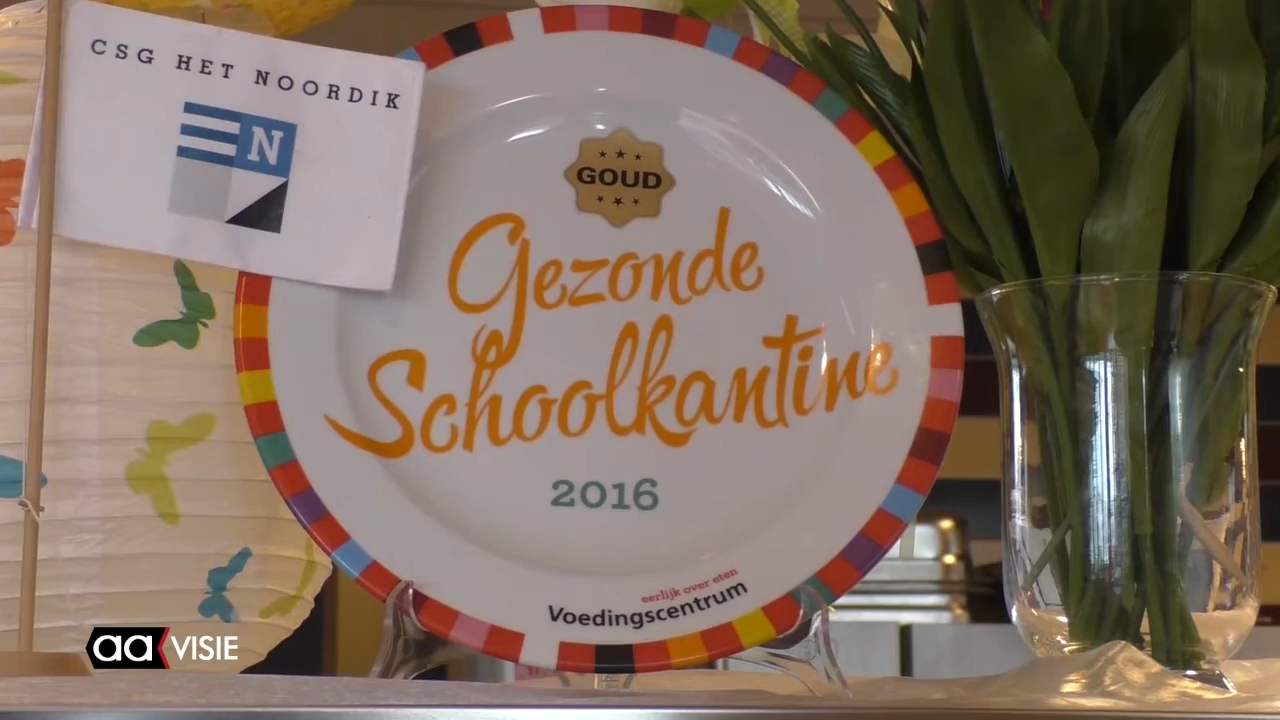 CSG HET NOORDIK
N
GOUD
Gezonde
Schoolkantine
2016
eerlijk over eten
Voedingscentrum
aa VISIE